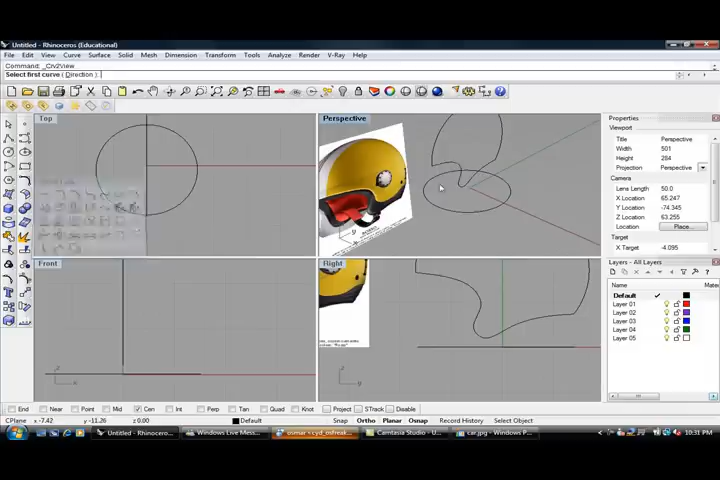 Untitled - Rhinoceros (Educational)
File Edit View Curve Surface Solid Mesh Dimension Transform Tools Analyze Render V-Ray Help
Command: _Crv2View
Select first curve ( Direction ):
Top
Perspective
Front
Right
z
x
z
y
Properties
Viewport
Title Perspective
Width 501
Height 284
Projection Perspective
Camera
Lens Length 50.0
X Location 65.247
Y Location -74.345
Z Location 63.255
Location Place...
Target
X Target -4.095
Layers - All Layers
Name Mater
Default
Layer 01
Layer 02
Layer 03
Layer 04
Layer 05
End Near Point Mid Cen Int Perp Tan Quad Knot Project STrack Disable
CPlane x -7.42 y -11.26 z 0.00 Default Snap Ortho Planar Osnap Record History Select Object
Untitled - Rhinoceros ... Windows Live Mess... Camtasia Studio - U... car.jpg - Windows P... 10:31 PM